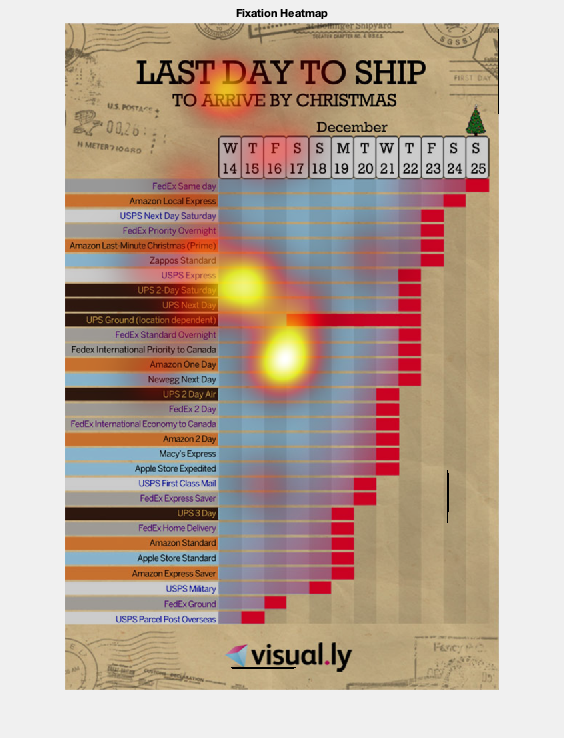 Fixation Heatmap
LAST DAY TO SHIP
TO ARRIVE BY CHRISTMAS
U.S. POSTAGE
December
W T F S S M T W T F S S
14 15 16 17 18 19 20 21 22 23 24 25
FedEx Same day
Amazon Local Express
USPS Next Day Saturday
FedEx Priority Overnight
Amazon Last-Minute Christmas (Prime)
Zappos Standard
USPS Express
UPS 2-Day Saturday
UPS Next Day
UPS Ground (location dependent)
FedEx Standard Overnight
Fedex International Priority to Canada
Amazon One Day
Newegg Next Day
UPS 2 Day Air
FedEx 2 Day
FedEx International Economy to Canada
Amazon 2 Day
Macy's Express
Apple Store Expedited
USPS First Class Mail
FedEx Express Saver
UPS 3 Day
FedEx Home Delivery
Amazon Standard
Apple Store Standard
Amazon Express Saver
USPS Military
FedEx Ground
USPS Parcel Post Overseas
visual.ly